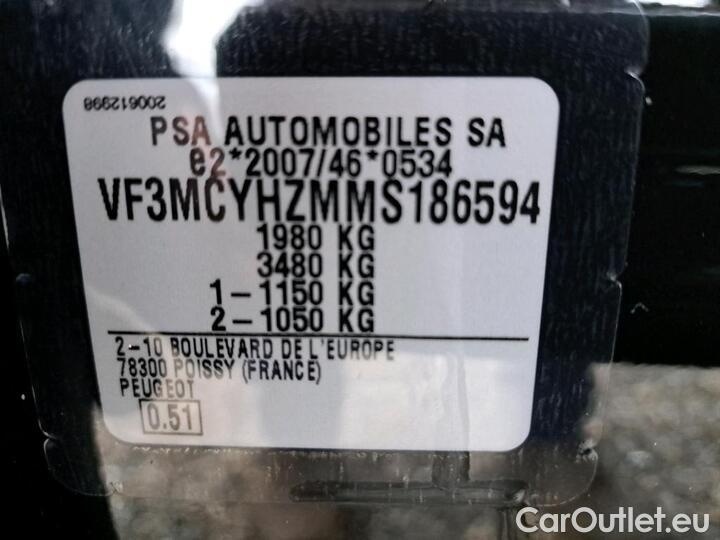 200612998
PSA AUTOMOBILES SA
e2*2007/46*0534
VF3MCYHZMMS186594
1980 KG
3480 KG
1-1150 KG
2-1050 KG
2-10 BOULEVARD DE L'EUROPE
78300 POISSY (FRANCE)
PEUGEOT
0.51
CarOutlet.eu